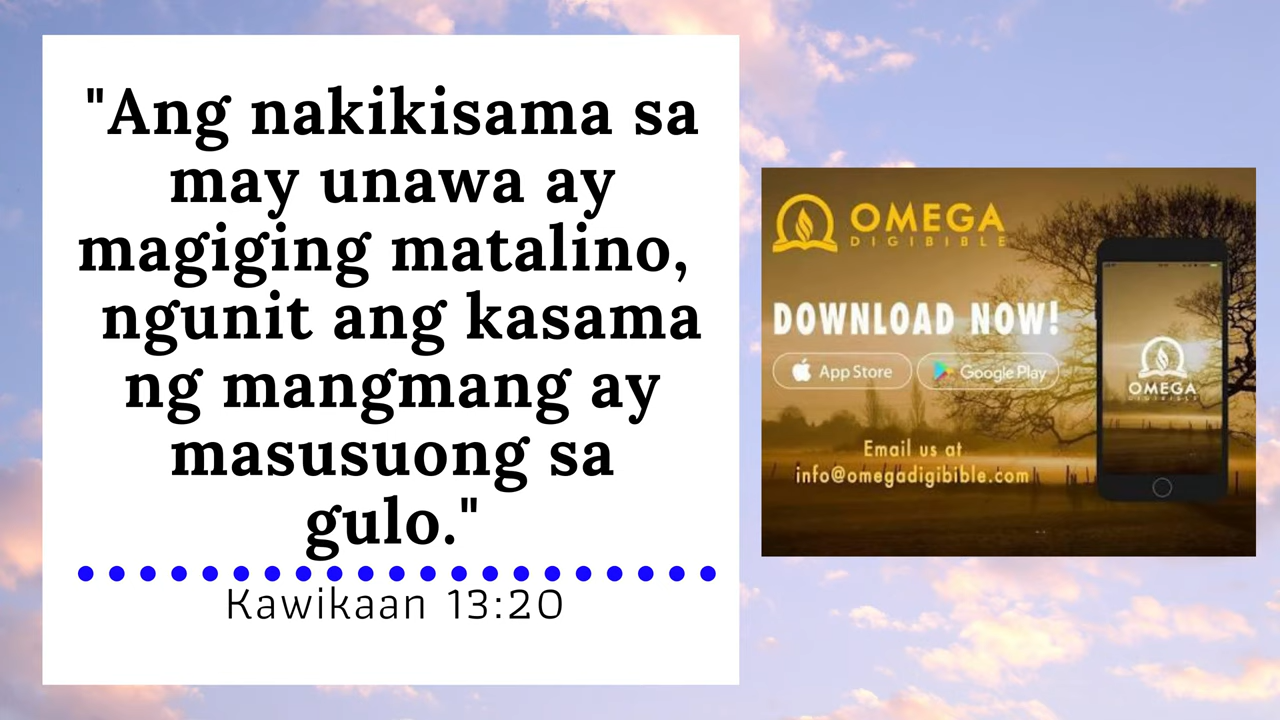 "Ang nakikisama sa
may unawa ay
magiging matalino,
ngunit ang kasama
ng mangmang ay
masusuong sa
gulo."
Kawikaan 13:20
OMEGA
DIGIBIBLE
DOWNLOAD NOW!
App Store
Google Play
Email us at
info@omegadigibible.com
OMEGA
DIGIBIBLE